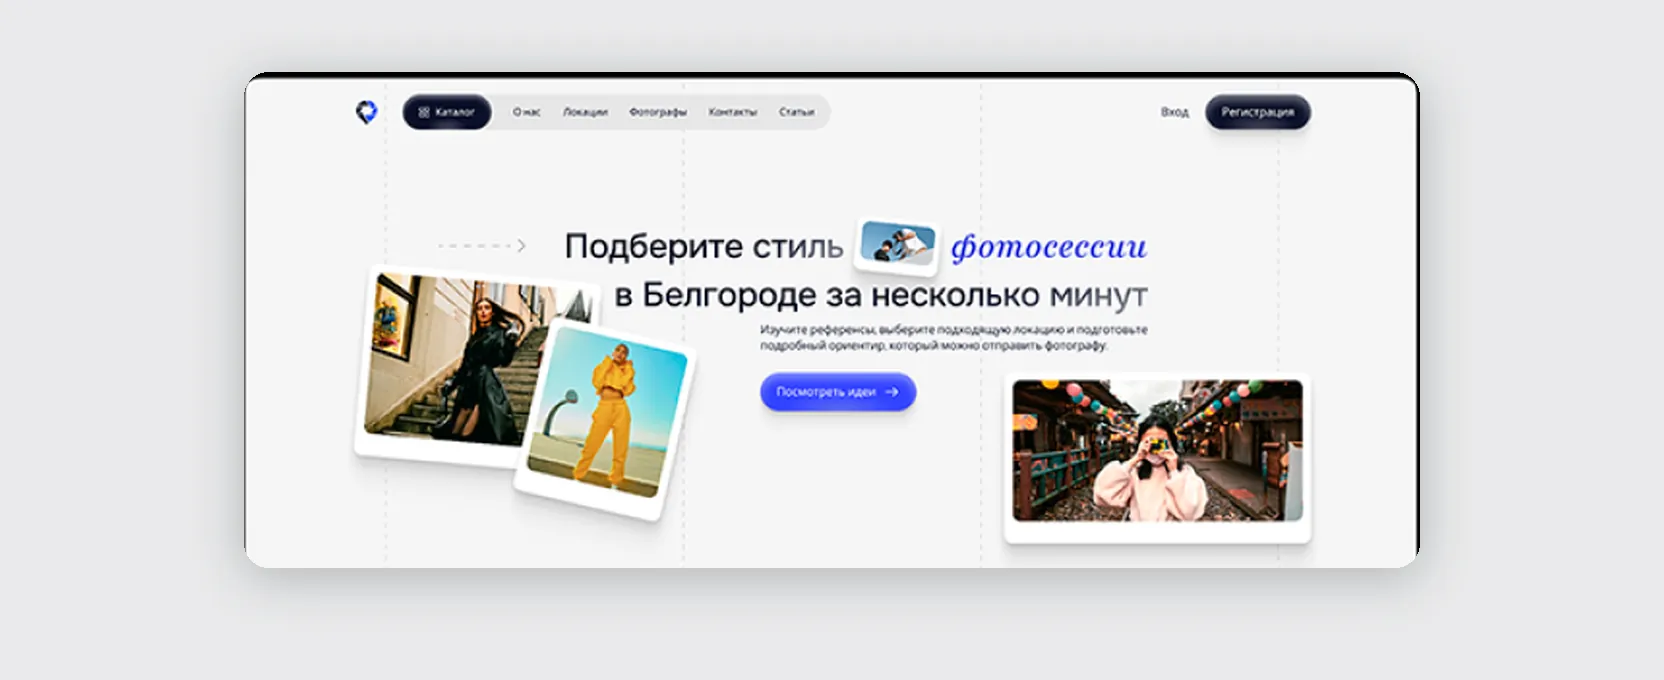 Каталог
О нас
Локации
Фотографы
Контакты
Статьи
Вход
Регистрация
Подберите стиль фотосессии
в Белгороде за несколько минут
Изучите референсы, выберите подходящую локацию и подготовьте
подробный ориентир, который можно отправить фотографу.
Посмотреть идеи